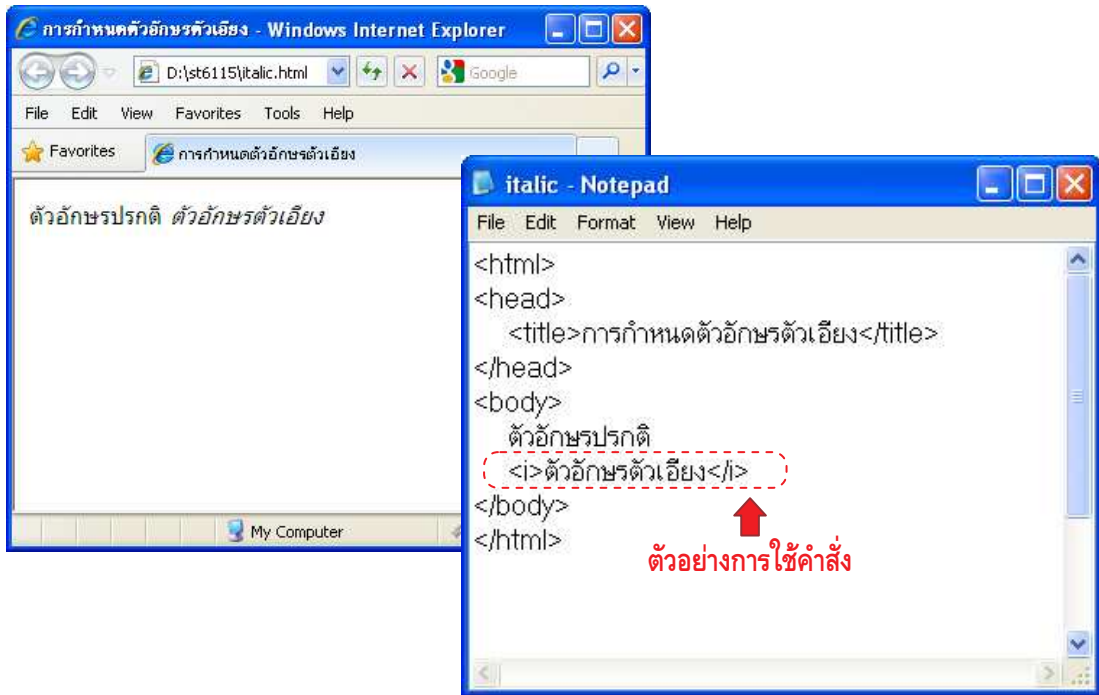 การกำหนดตัวอักษรตัวเอียง - Windows Internet Explorer
D:\st6115\italic.html
Google
File Edit View Favorites Tools Help
Favorites
การกำหนดตัวอักษรตัวเอียง
ตัวอักษรปรกติ ตัวอักษรตัวเอียง
My Computer
italic - Notepad
File Edit Format View Help
<html>
<head>
<title>การกำหนดตัวอักษรตัวเอียง</title>
</head>
<body>
ตัวอักษรปรกติ
<i>ตัวอักษรตัวเอียง</i>
</body>
</html>
ตัวอย่างการใช้คำสั่ง